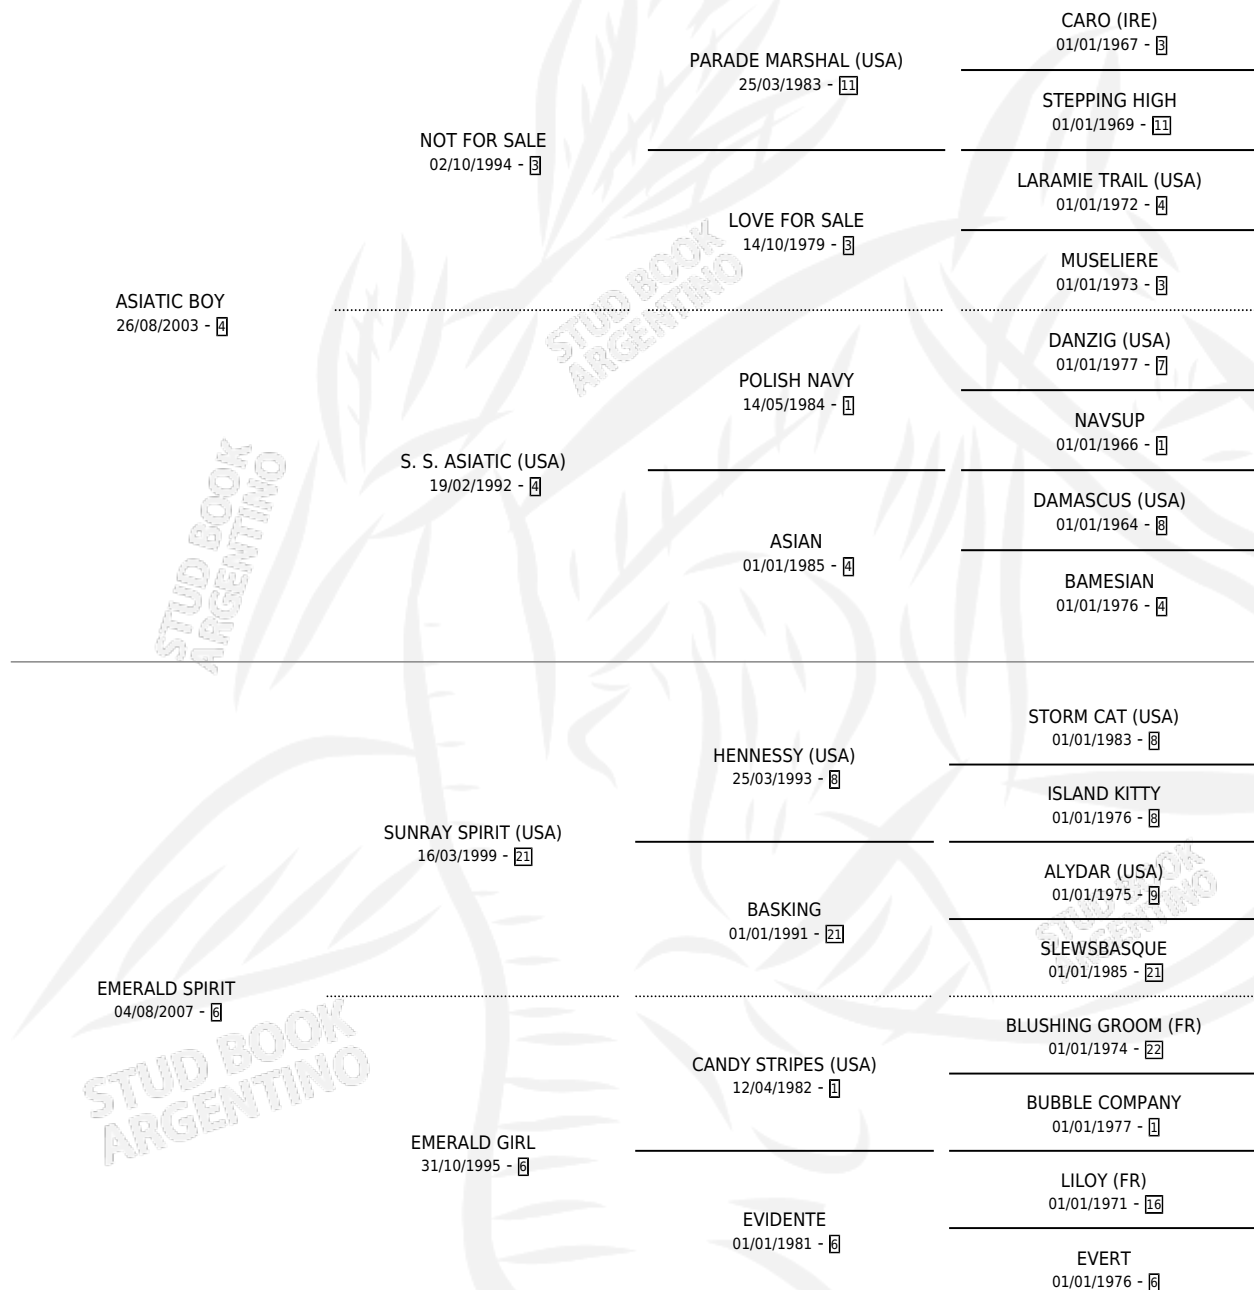 CARO (IRE)
01/01/1967 - 3
PARADE MARSHAL (USA)
25/03/1983 - 11
STEPPING HIGH
01/01/1969 - 11
NOT FOR SALE
02/10/1994 - 3
LARAMIE TRAIL (USA)
01/01/1972 - 4
LOVE FOR SALE
14/10/1979 - 3
MUSELIERE
01/01/1973 - 3
ASIATIC BOY
26/08/2003 - 4
DANZIG (USA)
01/01/1977 - 7
POLISH NAVY
14/05/1984 - 1
NAVSUP
01/01/1966 - 1
S. S. ASIATIC (USA)
19/02/1992 - 4
DAMASCUS (USA)
01/01/1964 - 8
ASIAN
01/01/1985 - 4
BAMESIAN
01/01/1976 - 4
STORM CAT (USA)
01/01/1983 - 8
HENNESSY (USA)
25/03/1993 - 8
ISLAND KITTY
01/01/1976 - 8
SUNRAY SPIRIT (USA)
16/03/1999 - 21
ALYDAR (USA)
01/01/1975 - 9
BASKING
01/01/1991 - 21
SLEWSBASQUE
01/01/1985 - 21
EMERALD SPIRIT
04/08/2007 - 6
BLUSHING GROOM (FR)
01/01/1974 - 22
CANDY STRIPES (USA)
12/04/1982 - 1
BUBBLE COMPANY
01/01/1977 - 1
EMERALD GIRL
31/10/1995 - 6
LILOY (FR)
01/01/1971 - 16
EVIDENTE
01/01/1981 - 6
EVERT
01/01/1976 - 6
STUD BOOK
ARGENTINO
STUD BOOK
ARGENTINO
STUD BOOK
ARGENTINO
STUD BOOK
ARGENTINO